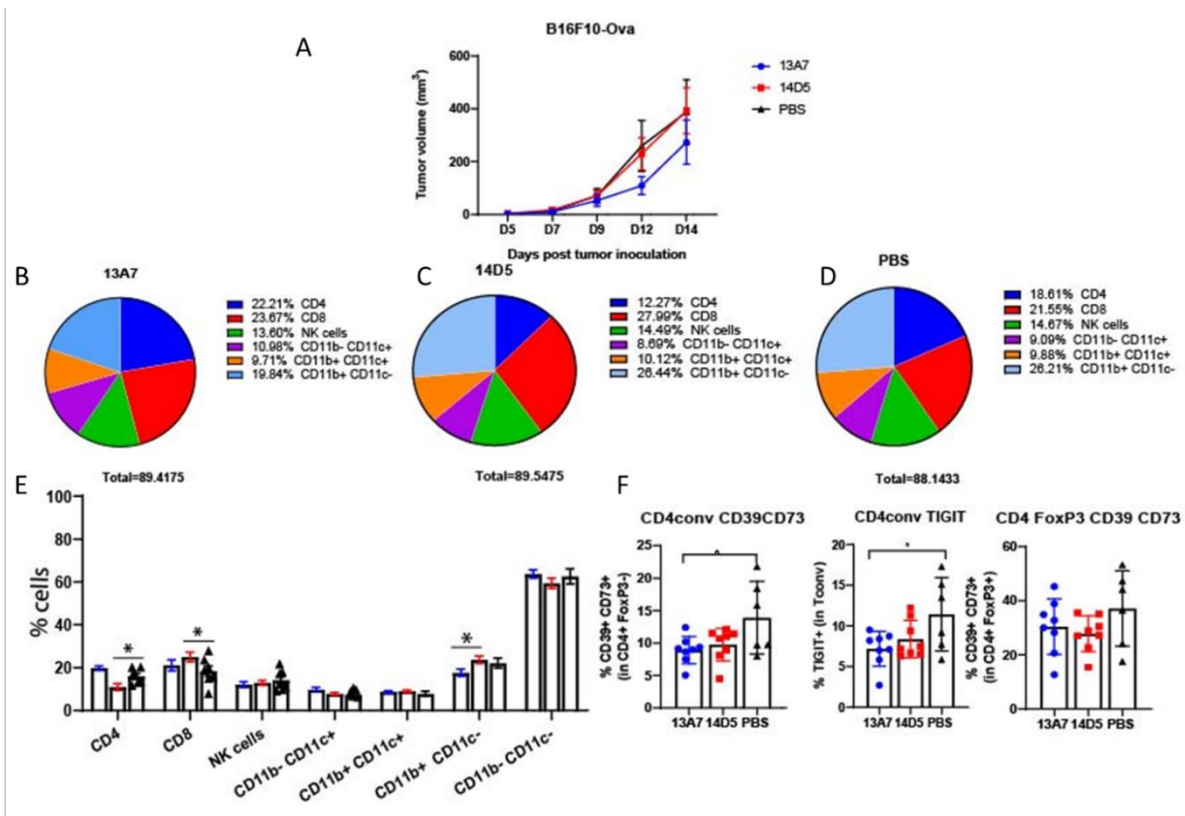 B16F10-Ova
A
Tumor volume (mm³)
600
400
200
0
D5 D7 D9 D12 D14
Days post tumor inoculation
13A7
14D5
PBS
B
13A7
22.21% CD4
23.67% CD8
13.60% NK cells
10.98% CD11b- CD11c+
9.71% CD11b+ CD11c+
19.84% CD11b+ CD11c-
Total=89.4175
C
14D5
12.27% CD4
27.99% CD8
14.49% NK cells
8.69% CD11b- CD11c+
10.12% CD11b+ CD11c+
26.44% CD11b+ CD11c-
Total=89.5475
D
PBS
18.61% CD4
21.55% CD8
14.67% NK cells
9.09% CD11b- CD11c+
9.88% CD11b+ CD11c+
26.21% CD11b+ CD11c-
Total=88.1433
E
% cells
100
80
60
40
20
0
*
*
*
CD4
CD8
NK cells
CD11b- CD11c+
CD11b+ CD11c+
CD11b+ CD11c-
CD11b- CD11c-
F
CD4conv CD39CD73
% CD39+ CD73+
(in CD4+ FoxP3-)
25
20
15
10
5
0
13A7 14D5 PBS
CD4conv TIGIT
% TIGIT+ (in Tconv)
20
15
10
5
0
*
13A7 14D5 PBS
CD4 FoxP3 CD39 CD73
% CD39+ CD73+
(in CD4+ FoxP3+)
60
40
20
0
13A7 14D5 PBS